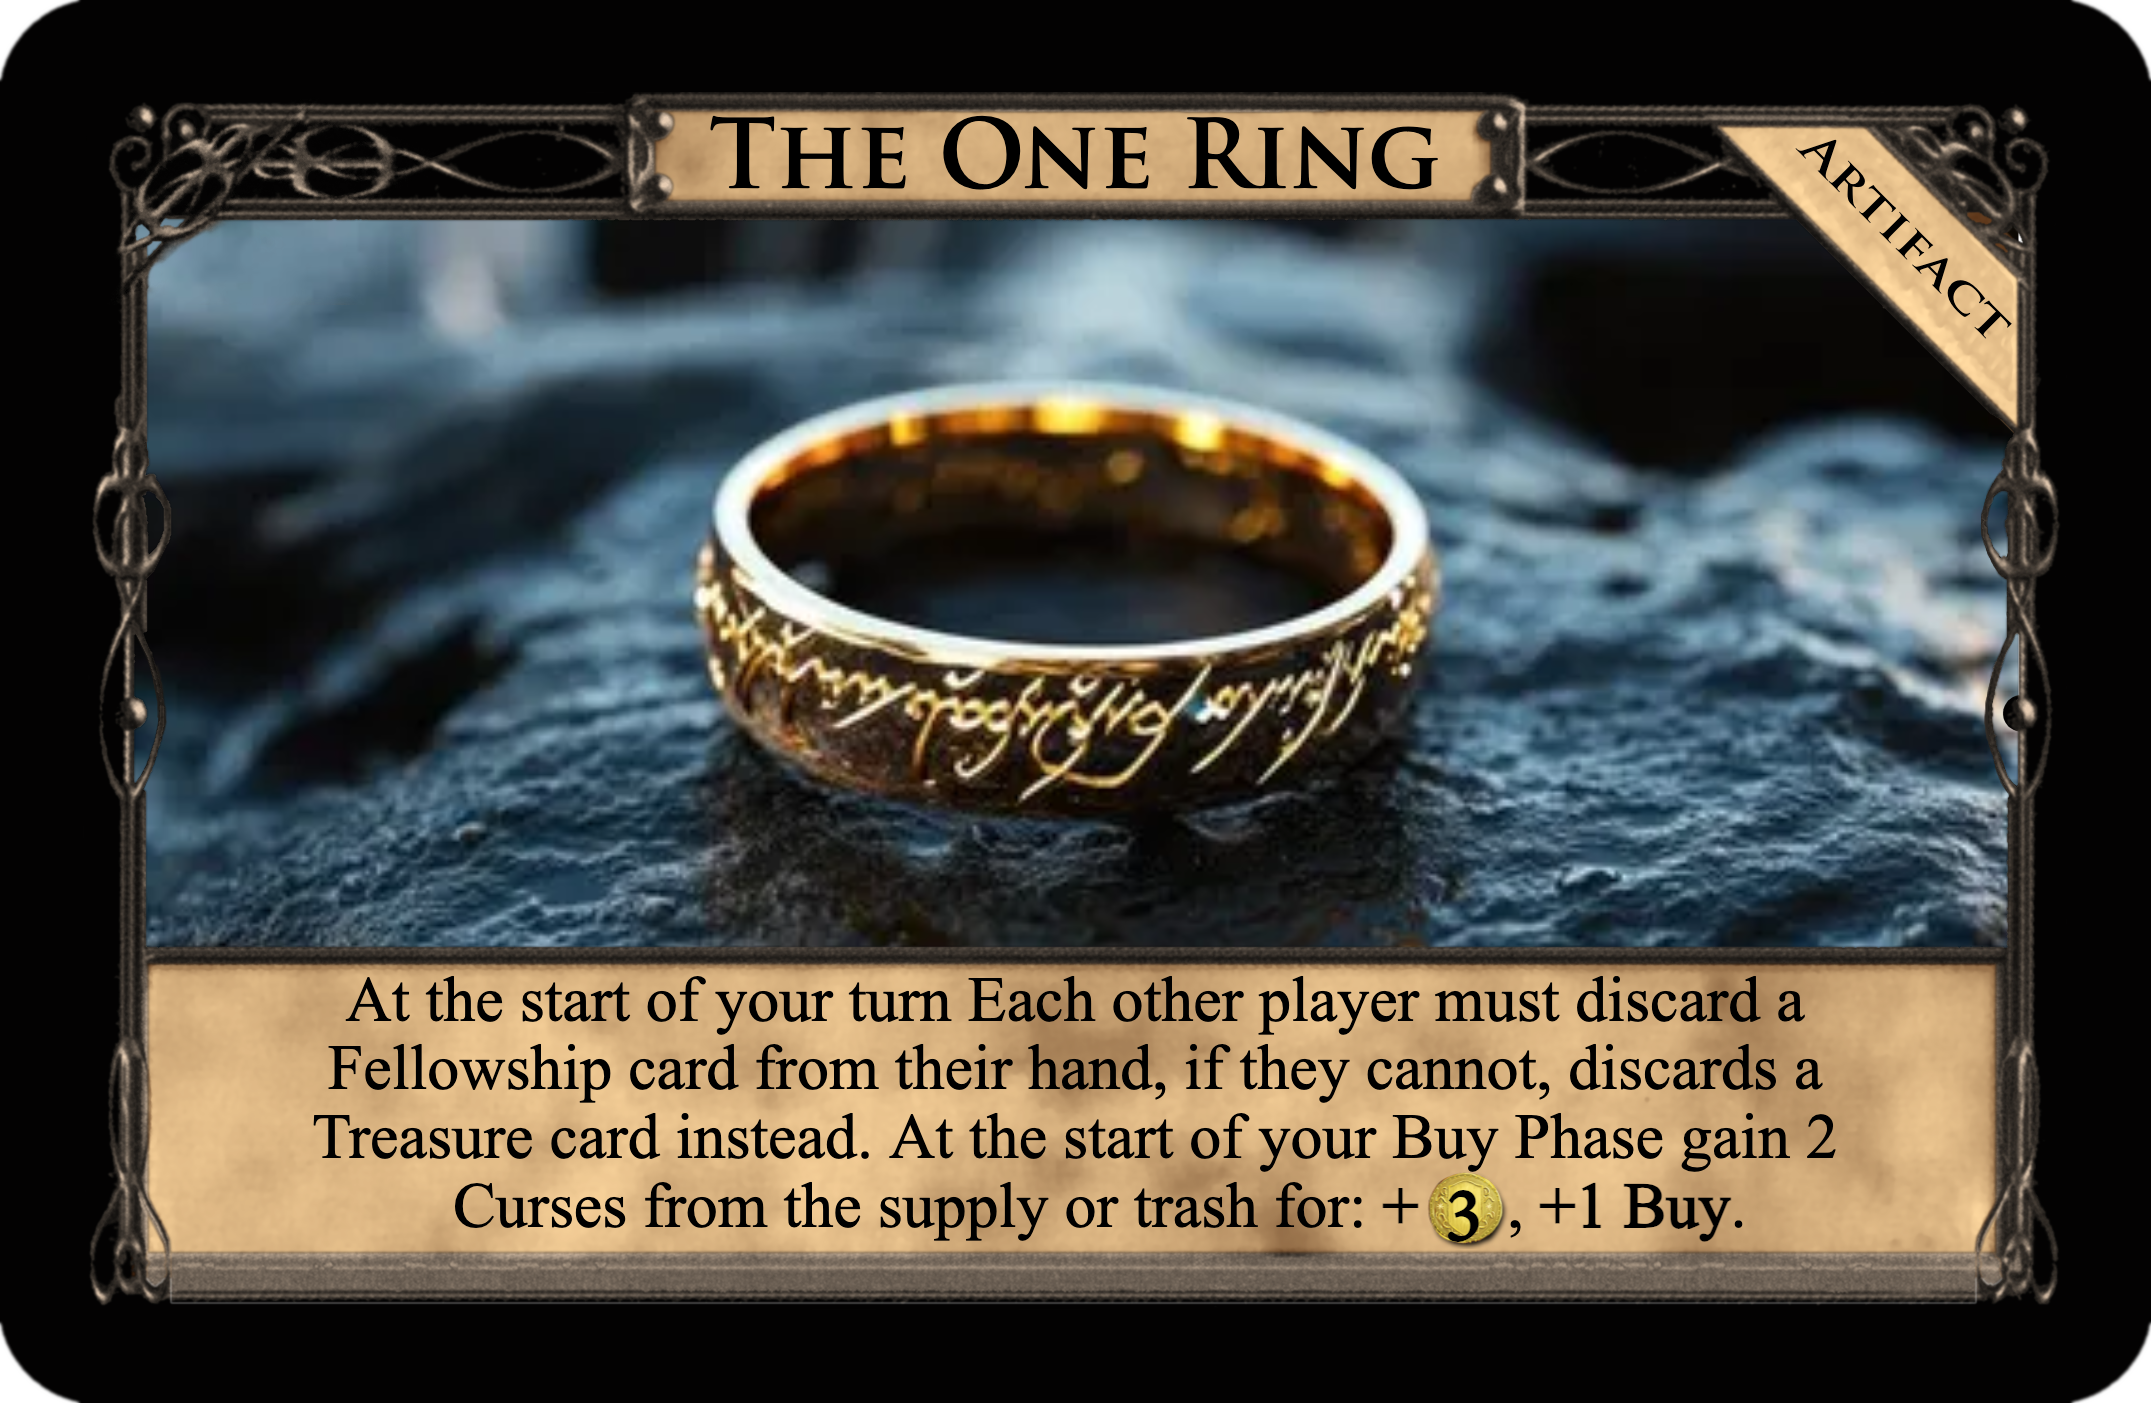 THE ONE RING
ARTIFACT
At the start of your turn Each other player must discard a
Fellowship card from their hand, if they cannot, discards a
Treasure card instead. At the start of your Buy Phase gain 2
Curses from the supply or trash for: + 3, +1 Buy.